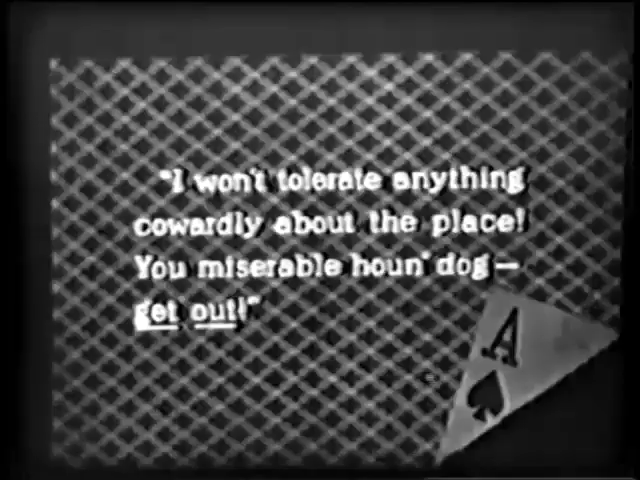 "I won't tolerate anything
cowardly about the place!
You miserable houn' dog —
get out!"
A